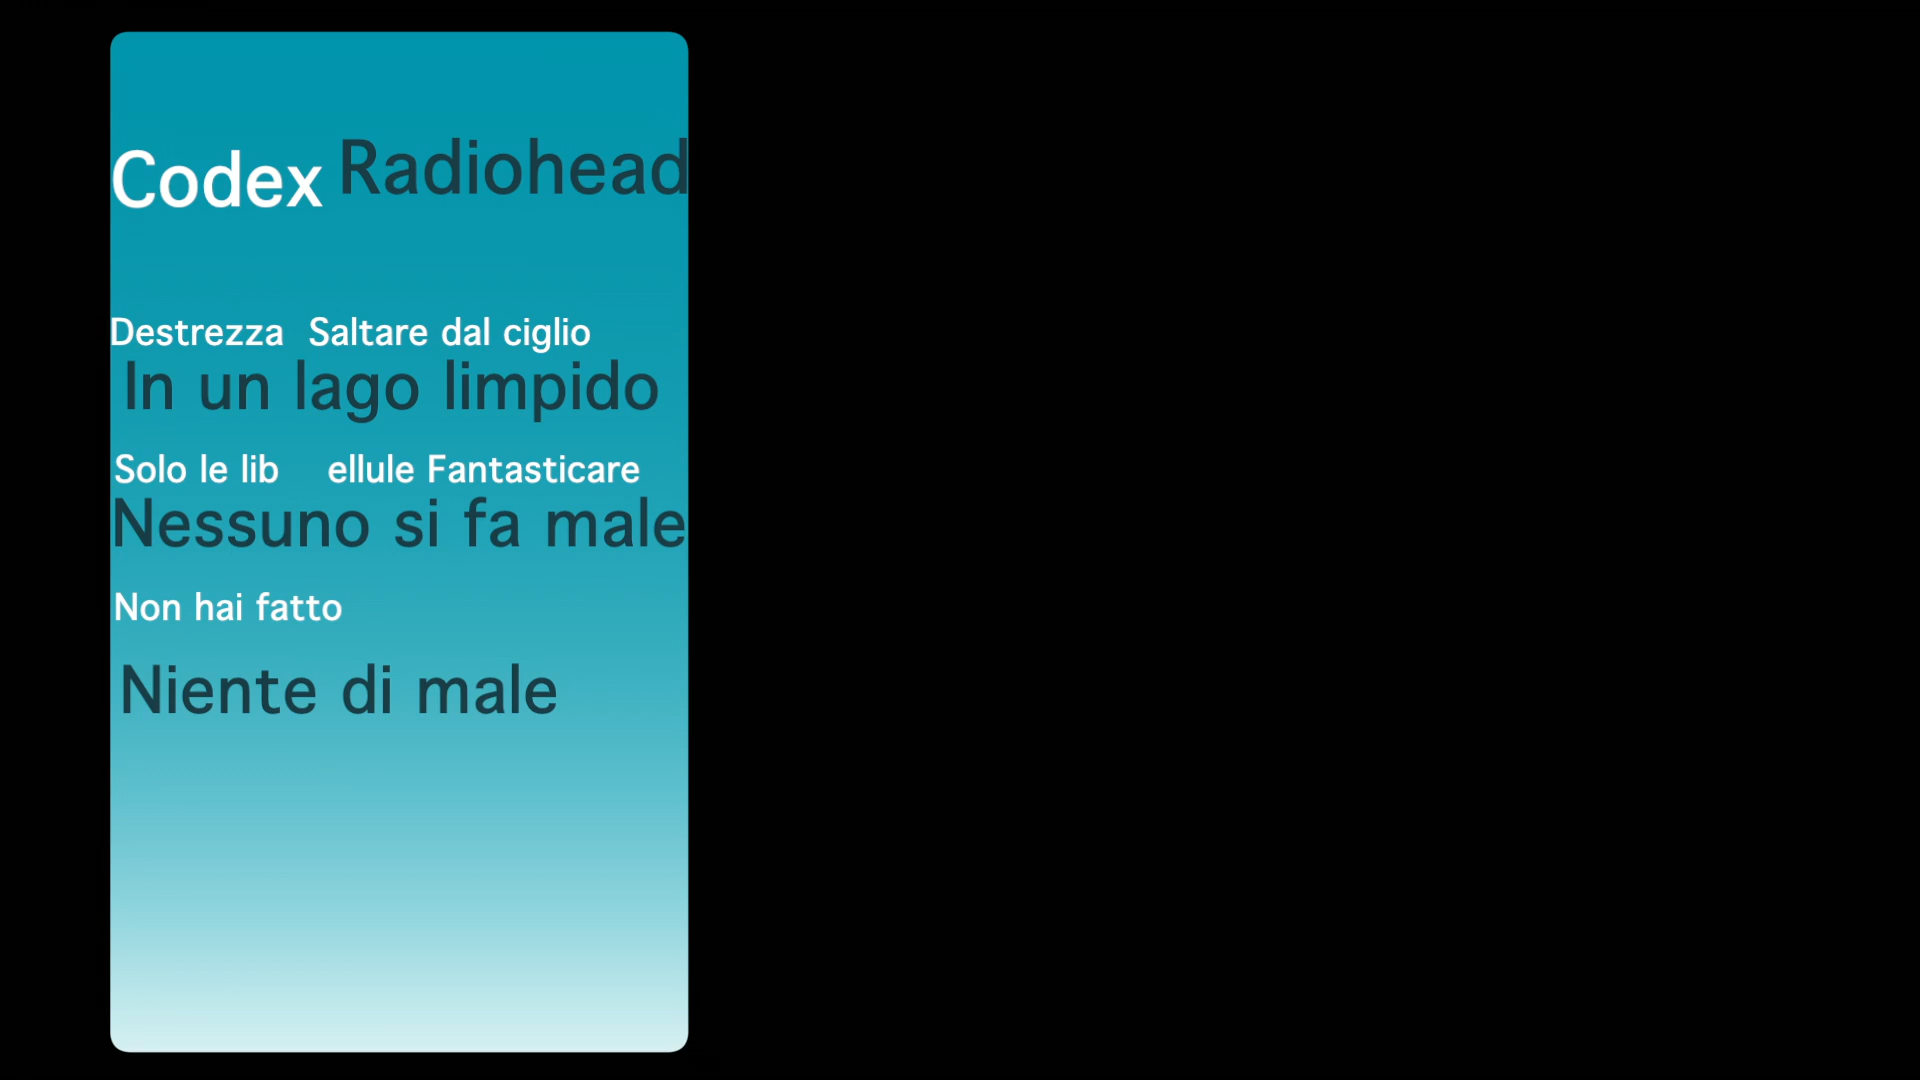 Codex Radiohead
Destrezza Saltare dal ciglio
In un lago limpido
Solo le lib ellule Fantasticare
Nessuno si fa male
Non hai fatto
Niente di male